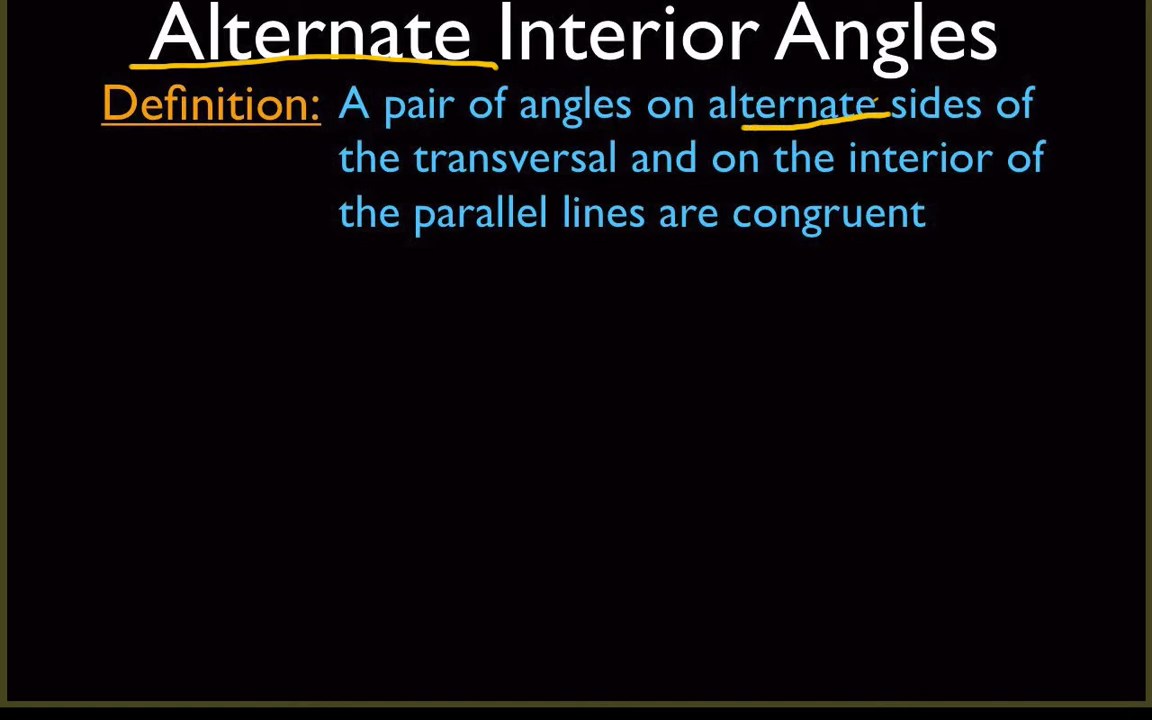 Alternate Interior Angles
Definition: A pair of angles on alternate sides of
the transversal and on the interior of
the parallel lines are congruent